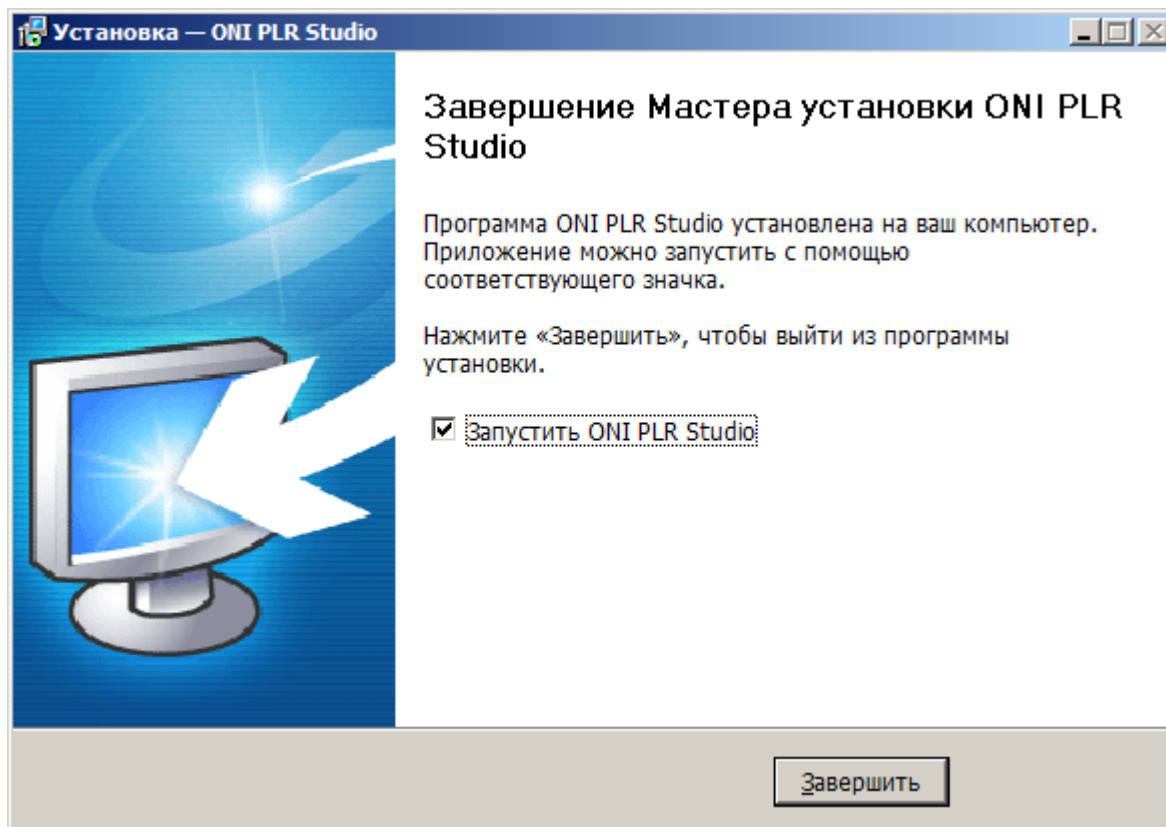 Установка — ONI PLR Studio
Завершение Мастера установки ONI PLR
Studio
Программа ONI PLR Studio установлена на ваш компьютер.
Приложение можно запустить с помощью
соответствующего значка.
Нажмите «Завершить», чтобы выйти из программы
установки.
Запустить ONI PLR Studio
Завершить